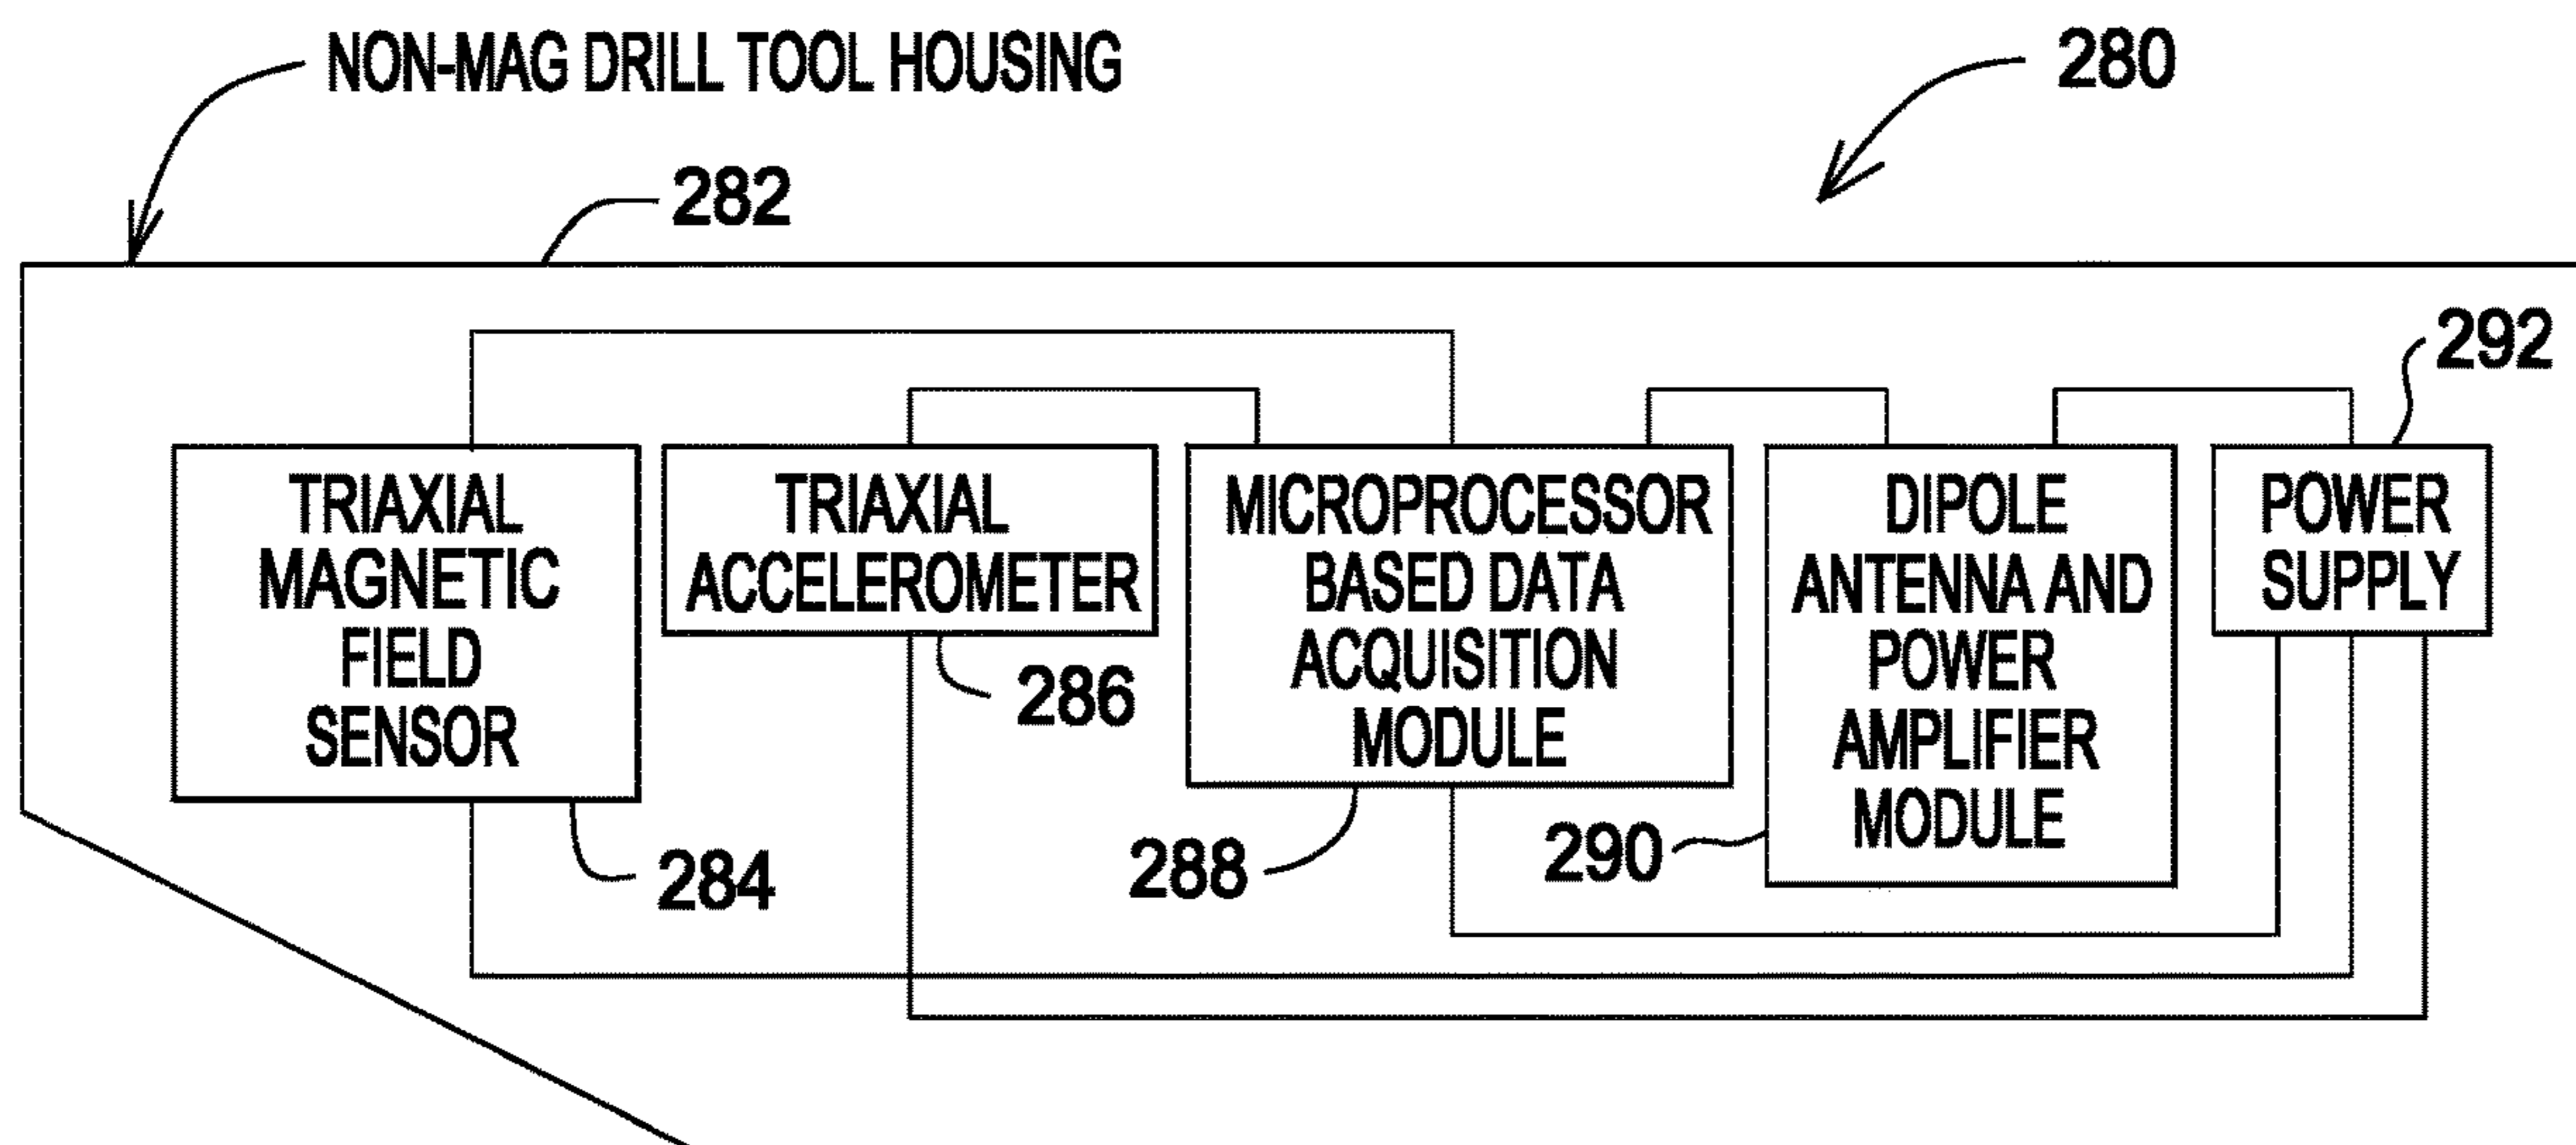 NON-MAG DRILL TOOL HOUSING
280
282
292
TRIAXIAL
MAGNETIC
FIELD
SENSOR
284
TRIAXIAL
ACCELEROMETER
286
MICROPROCESSOR
BASED DATA
ACQUISITION
MODULE
288
DIPOLE
ANTENNA AND
POWER
AMPLIFIER
MODULE
290
POWER
SUPPLY